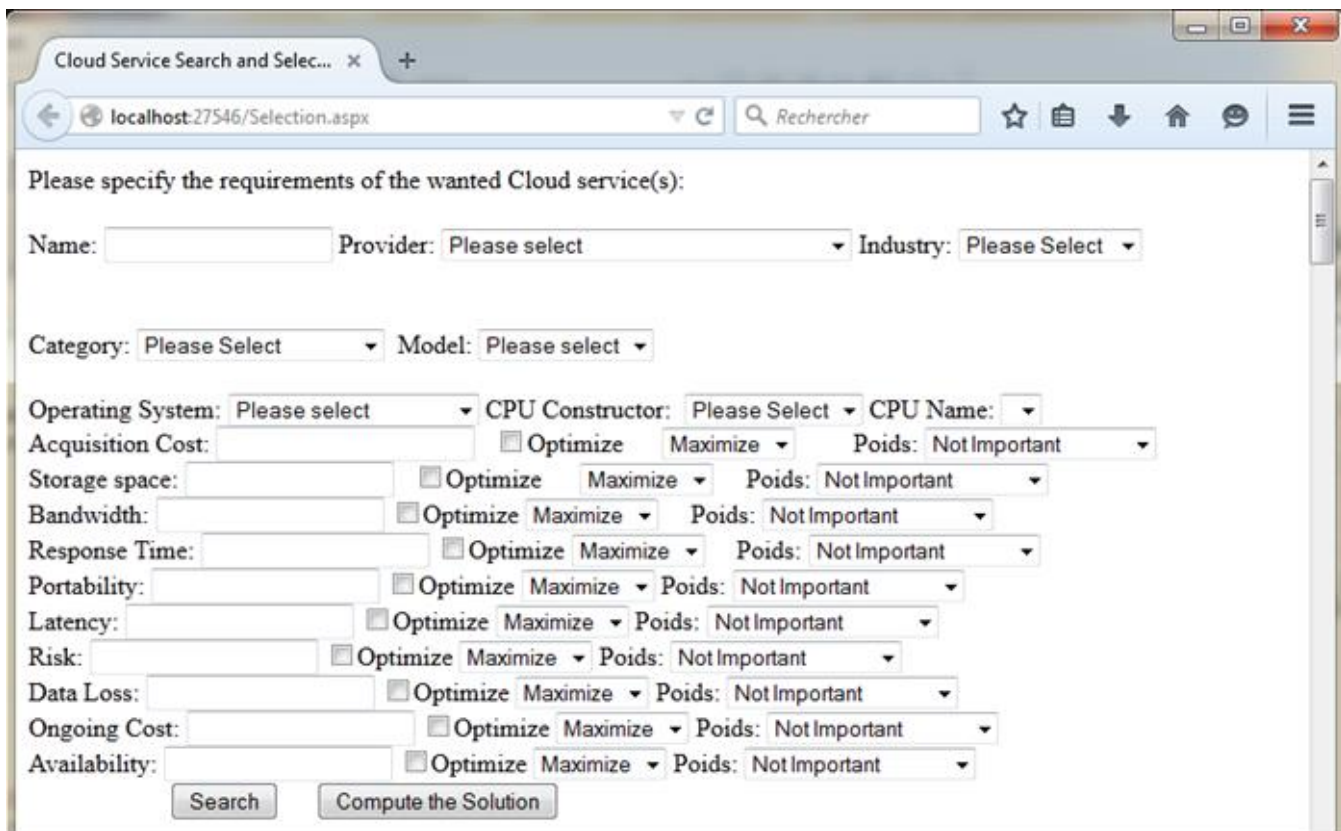 Cloud Service Search and Selec...
localhost:27546/Selection.aspx Rechercher
Please specify the requirements of the wanted Cloud service(s):
Name: Provider: Please select Industry: Please Select
Category: Please Select Model: Please select
Operating System: Please select CPU Constructor: Please Select CPU Name:
Acquisition Cost: Optimize Maximize Poids: Not Important
Storage space: Optimize Maximize Poids: Not Important
Bandwidth: Optimize Maximize Poids: Not Important
Response Time: Optimize Maximize Poids: Not Important
Portability: Optimize Maximize Poids: Not Important
Latency: Optimize Maximize Poids: Not Important
Risk: Optimize Maximize Poids: Not Important
Data Loss: Optimize Maximize Poids: Not Important
Ongoing Cost: Optimize Maximize Poids: Not Important
Availability: Optimize Maximize Poids: Not Important
Search Compute the Solution